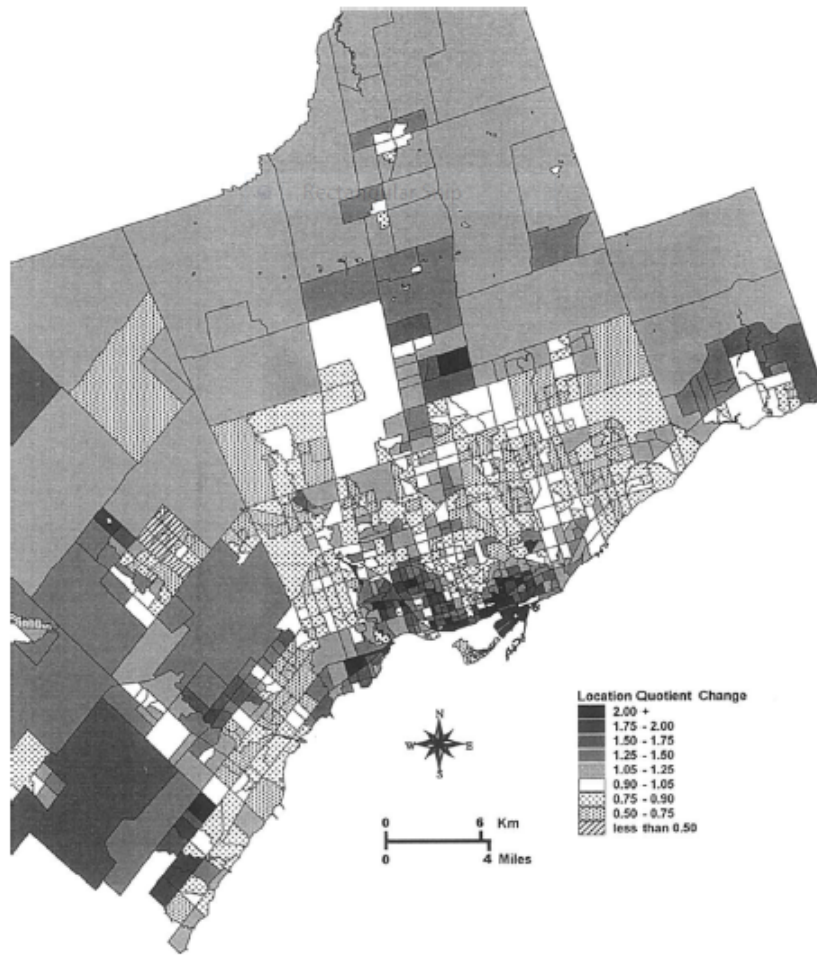 Rectangular Snip
N
W E
S
Location Quotient Change
2.00 +
1.75 - 2.00
1.50 - 1.75
1.25 - 1.50
1.05 - 1.25
0.90 - 1.05
0.75 - 0.90
0.50 - 0.75
less than 0.50
0 6 Km
0 4 Miles